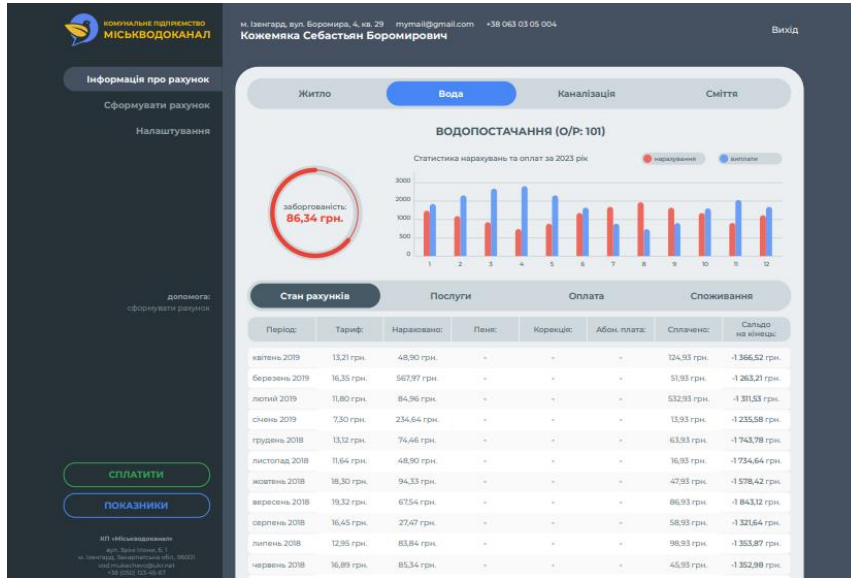 КОМУНАЛЬНЕ ПІДПРИЄМСТВО
МІСЬКВОДОКАНАЛ
м. Ізенгард, вул. Боромира, 4, кв. 29 mymail@gmail.com +38 063 03 05 004
Кожемяка Себастьян Боромирович
Вихід
Інформація про рахунок
Сформувати рахунок
Налаштування
Житло Вода Каналізація Сміття
ВОДОПОСТАЧАННЯ (О/Р: 101)
Статистика нарахувань та оплат за 2023 рік нарахування виплати
заборгованість:
86,34 грн.
3000
2000
1000
500
0
1 2 3 4 5 6 7 8 9 10 11 12
допомога:
сформувати рахунок
Стан рахунків Послуги Оплата Споживання
Період: Тариф: Нараховано: Пеня: Корекція: Абон. плата: Сплачено: Сальдо на кінець:
квітень 2019 13,21 грн. 48,90 грн. - - - 124,93 грн. -1 366,52 грн.
березень 2019 16,35 грн. 567,97 грн. - - - 51,93 грн. -1 263,21 грн.
лютий 2019 11,80 грн. 84,96 грн. - - - 532,93 грн. -1 311,53 грн.
січень 2019 7,30 грн. 234,64 грн. - - - 13,93 грн. -1 235,58 грн.
грудень 2018 13,12 грн. 74,46 грн. - - - 63,93 грн. -1 743,78 грн.
листопад 2018 11,64 грн. 48,90 грн. - - - 16,93 грн. -1 734,64 грн.
жовтень 2018 18,30 грн. 94,33 грн. - - - 47,93 грн. -1 578,42 грн.
вересень 2018 19,32 грн. 67,54 грн. - - - 86,93 грн. -1 843,12 грн.
серпень 2018 16,45 грн. 27,47 грн. - - - 58,93 грн. -1 321,64 грн.
липень 2018 12,95 грн. 83,84 грн. - - - 98,93 грн. -1 353,87 грн.
червень 2018 16,89 грн. 85,34 грн. - - - 45,93 грн. -1 352,98 грн.
СПЛАТИТИ
ПОКАЗНИКИ
КП «Міськводоканал»
м. Ізенгард, Закарпатська обл., 96001
vod.mukachevo@ukr.net
+38 (050) 123-45-67